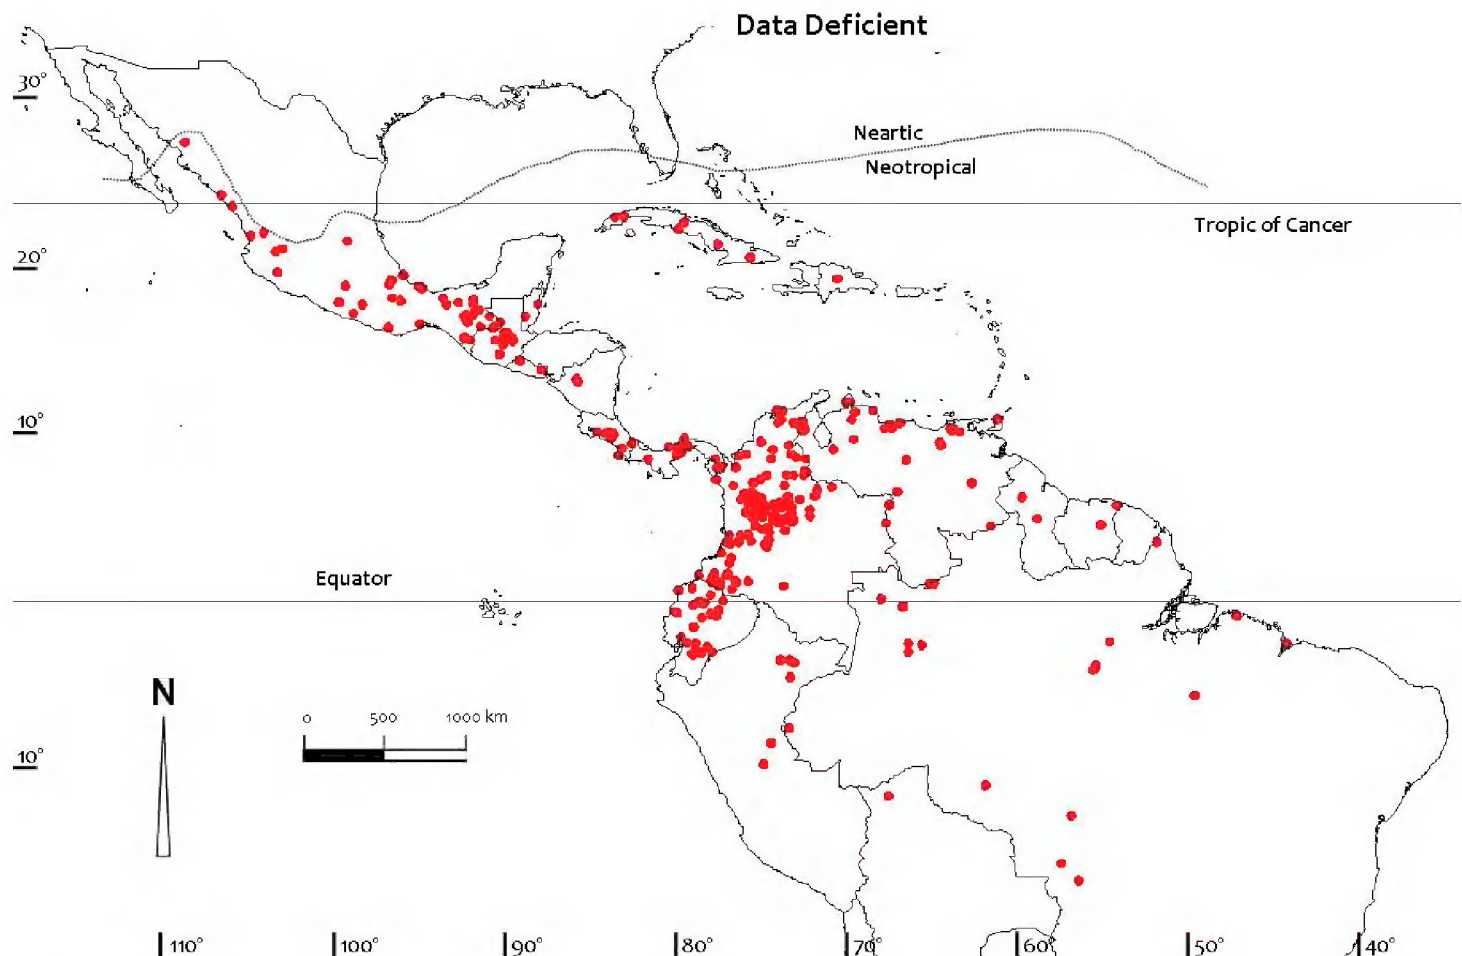 Data Deficient
30°
Neartic
Neotropical
Tropic of Cancer
20°
10°
Equator
N
0 500 1000 km
10°
110° 100° 90° 80° 70° 60° 50° 40°